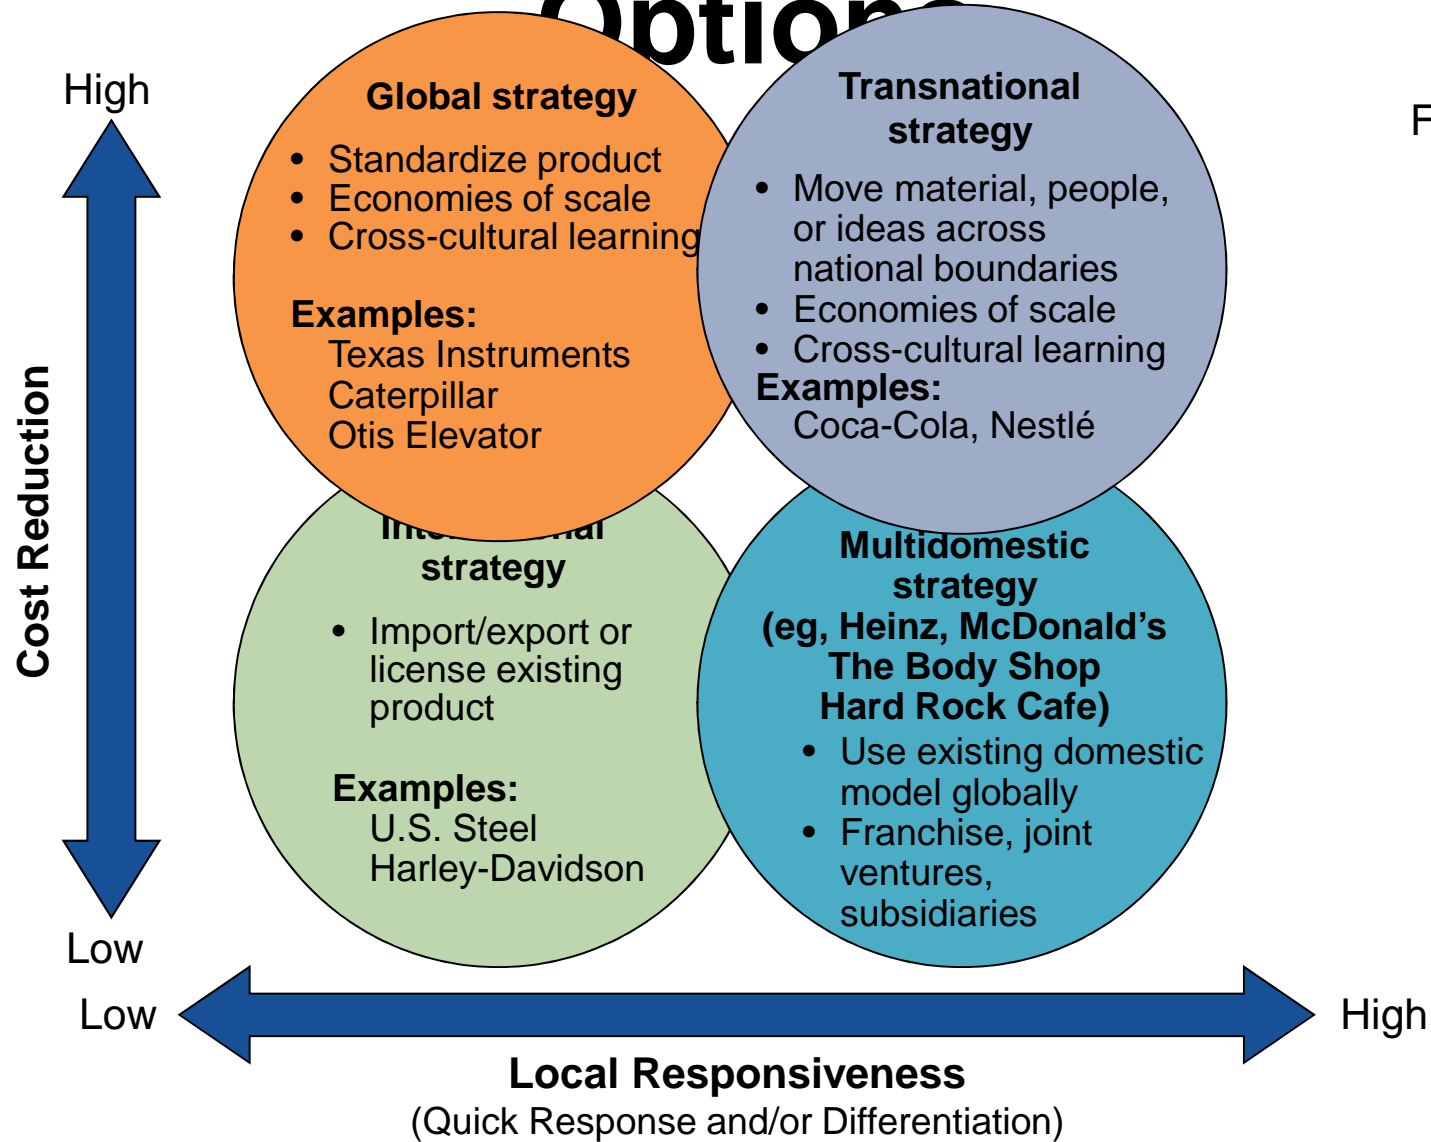 Options
High
Global strategy
• Standardize product
• Economies of scale
• Cross-cultural learning
Examples:
Texas Instruments
Caterpillar
Otis Elevator
Transnational
strategy
• Move material, people,
or ideas across
national boundaries
• Economies of scale
• Cross-cultural learning
Examples:
Coca-Cola, Nestlé
F
Cost Reduction
strategy
• Import/export or
license existing
product
Examples:
U.S. Steel
Harley-Davidson
Multidomestic
strategy
(eg, Heinz, McDonald’s
The Body Shop
Hard Rock Cafe)
• Use existing domestic
model globally
• Franchise, joint
ventures,
subsidiaries
Low
Low
High
Local Responsiveness
(Quick Response and/or Differentiation)